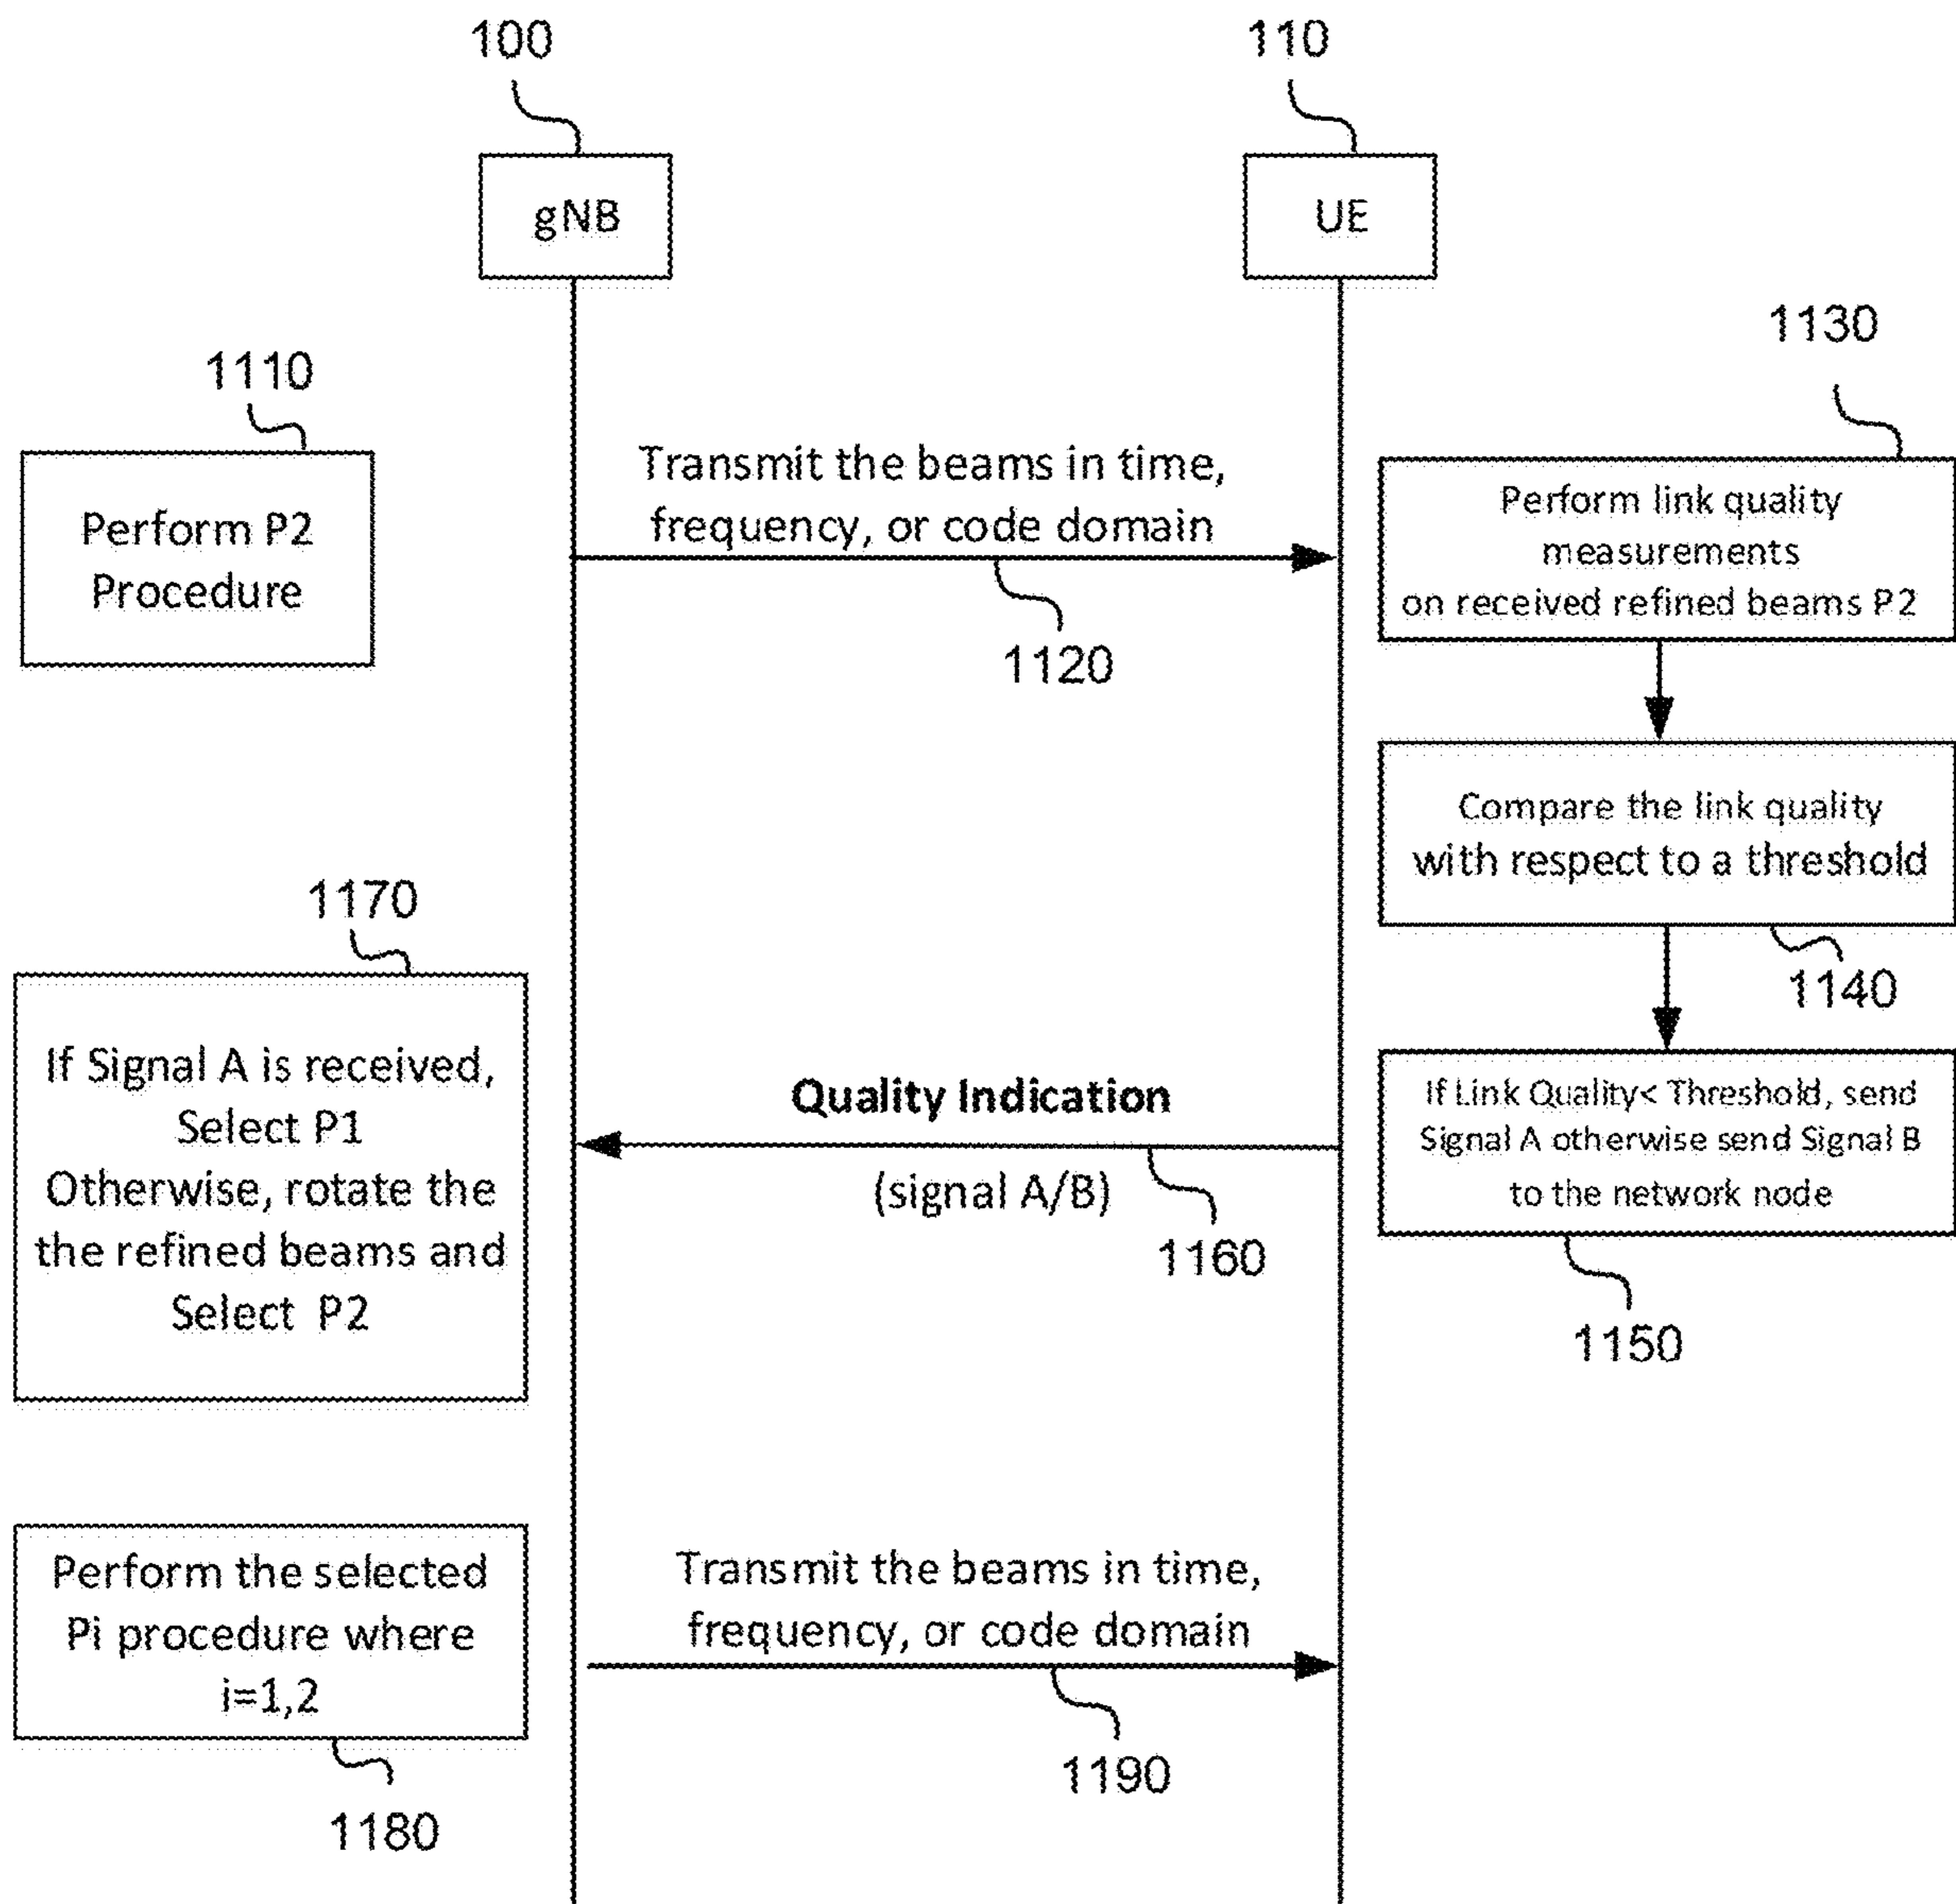 100
110
gNB
UE
1110
1130
Perform P2
Procedure
Transmit the beams in time,
frequency, or code domain
1120
Perform link quality
measurements
on received refined beams P2
Compare the link quality
with respect to a threshold
1140
1170
If Signal A is received,
Select P1
Otherwise, rotate the
the refined beams and
Select P2
Quality Indication
(signal A/B)
1160
If Link Quality< Threshold, send
Signal A otherwise send Signal B
to the network node
1150
Perform the selected
Pi procedure where
i=1,2
1180
Transmit the beams in time,
frequency, or code domain
1190